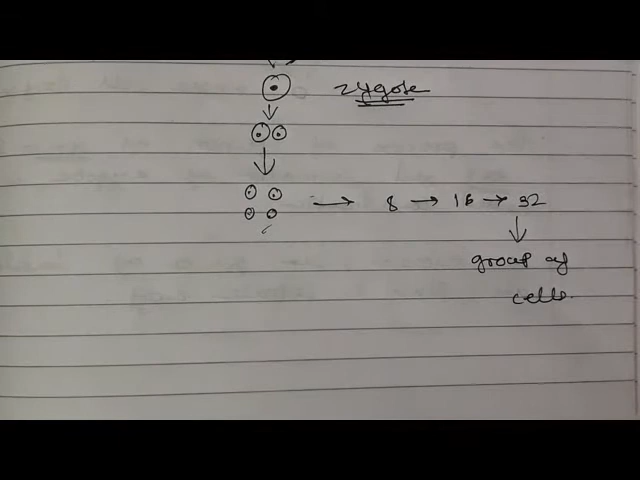 zygote
→ 8 → 16 → 32
group of
cells